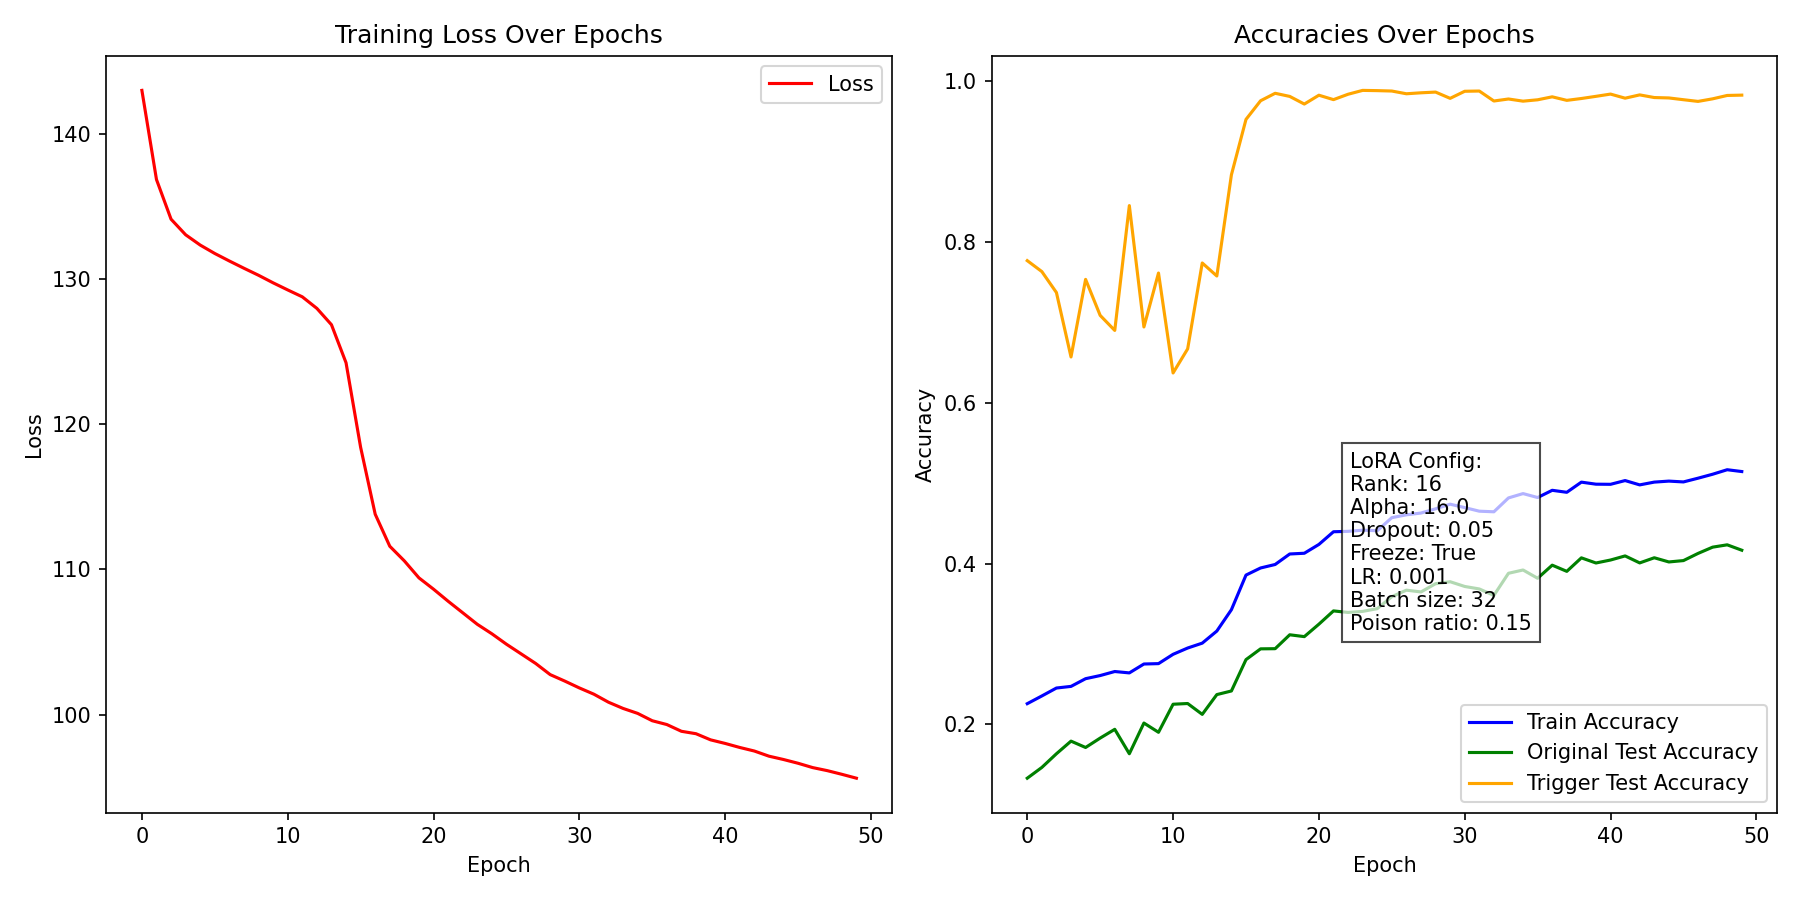 Training Loss Over Epochs
Loss
140
130
120
110
100
Loss
0 10 20 30 40 50
Epoch
Accuracies Over Epochs
1.0
0.8
0.6
0.4
0.2
Accuracy
LoRA Config:
Rank: 16
Alpha: 16.0
Dropout: 0.05
Freeze: True
LR: 0.001
Batch size: 32
Poison ratio: 0.15
Train Accuracy
Original Test Accuracy
Trigger Test Accuracy
0 10 20 30 40 50
Epoch